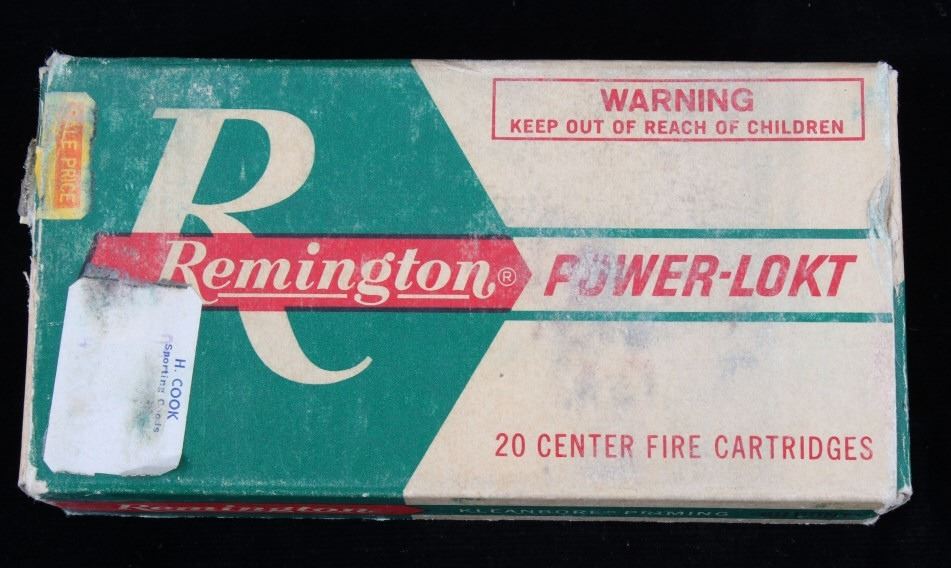 WARNING
KEEP OUT OF REACH OF CHILDREN
SALE PRICE
R
Remington® POWER-LOKT
H. COOK
Sporting Goods
20 CENTER FIRE CARTRIDGES
Remington
KLEANBORE® PRIMING